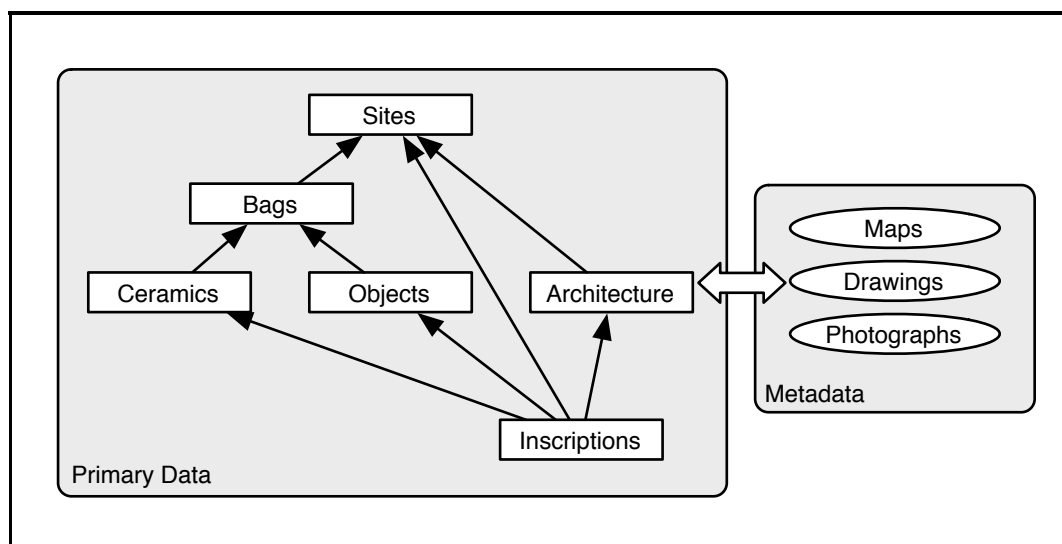 Sites
Bags
Maps
Ceramics
Objects
Architecture
Drawings
Photographs
Metadata
Inscriptions
Primary Data